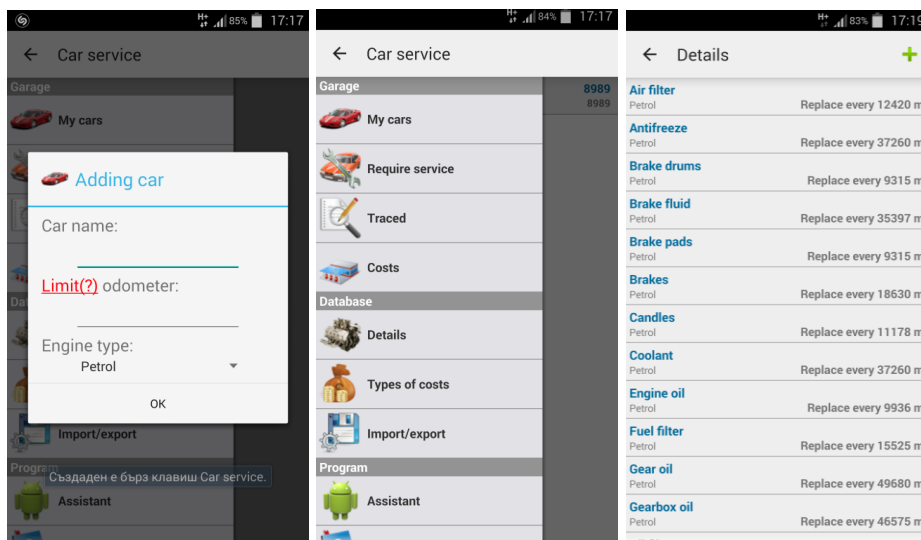 H+ 85% 17:17
Car service
Garage
My cars
Adding car
Car name:
Limit(?) odometer:
Engine type:
Petrol
OK
Import/export
Program
Създаден е бърз клавиш Car service.
Assistant
H+ 84% 17:17
Car service
Garage
8989
My cars
8989
Require service
Traced
Costs
Database
Details
Types of costs
Import/export
Program
Assistant
H+ 83% 17:19
Details
Air filter
Petrol Replace every 12420 m
Antifreeze
Petrol Replace every 37260 m
Brake drums
Petrol Replace every 9315 m
Brake fluid
Petrol Replace every 35397 m
Brake pads
Petrol Replace every 9315 m
Brakes
Petrol Replace every 18630 m
Candles
Petrol Replace every 11178 m
Coolant
Petrol Replace every 37260 m
Engine oil
Petrol Replace every 9936 m
Fuel filter
Petrol Replace every 15525 m
Gear oil
Petrol Replace every 49680 m
Gearbox oil
Petrol Replace every 46575 m